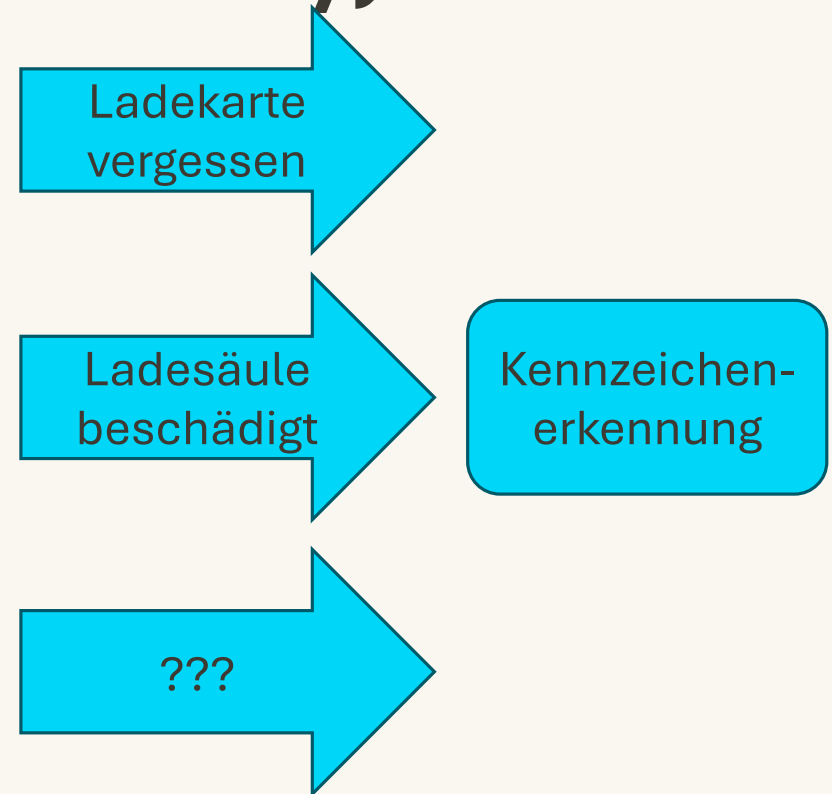 Ladekarte
vergessen
Ladesäule
beschädigt
Kennzeichen-
erkennung
???